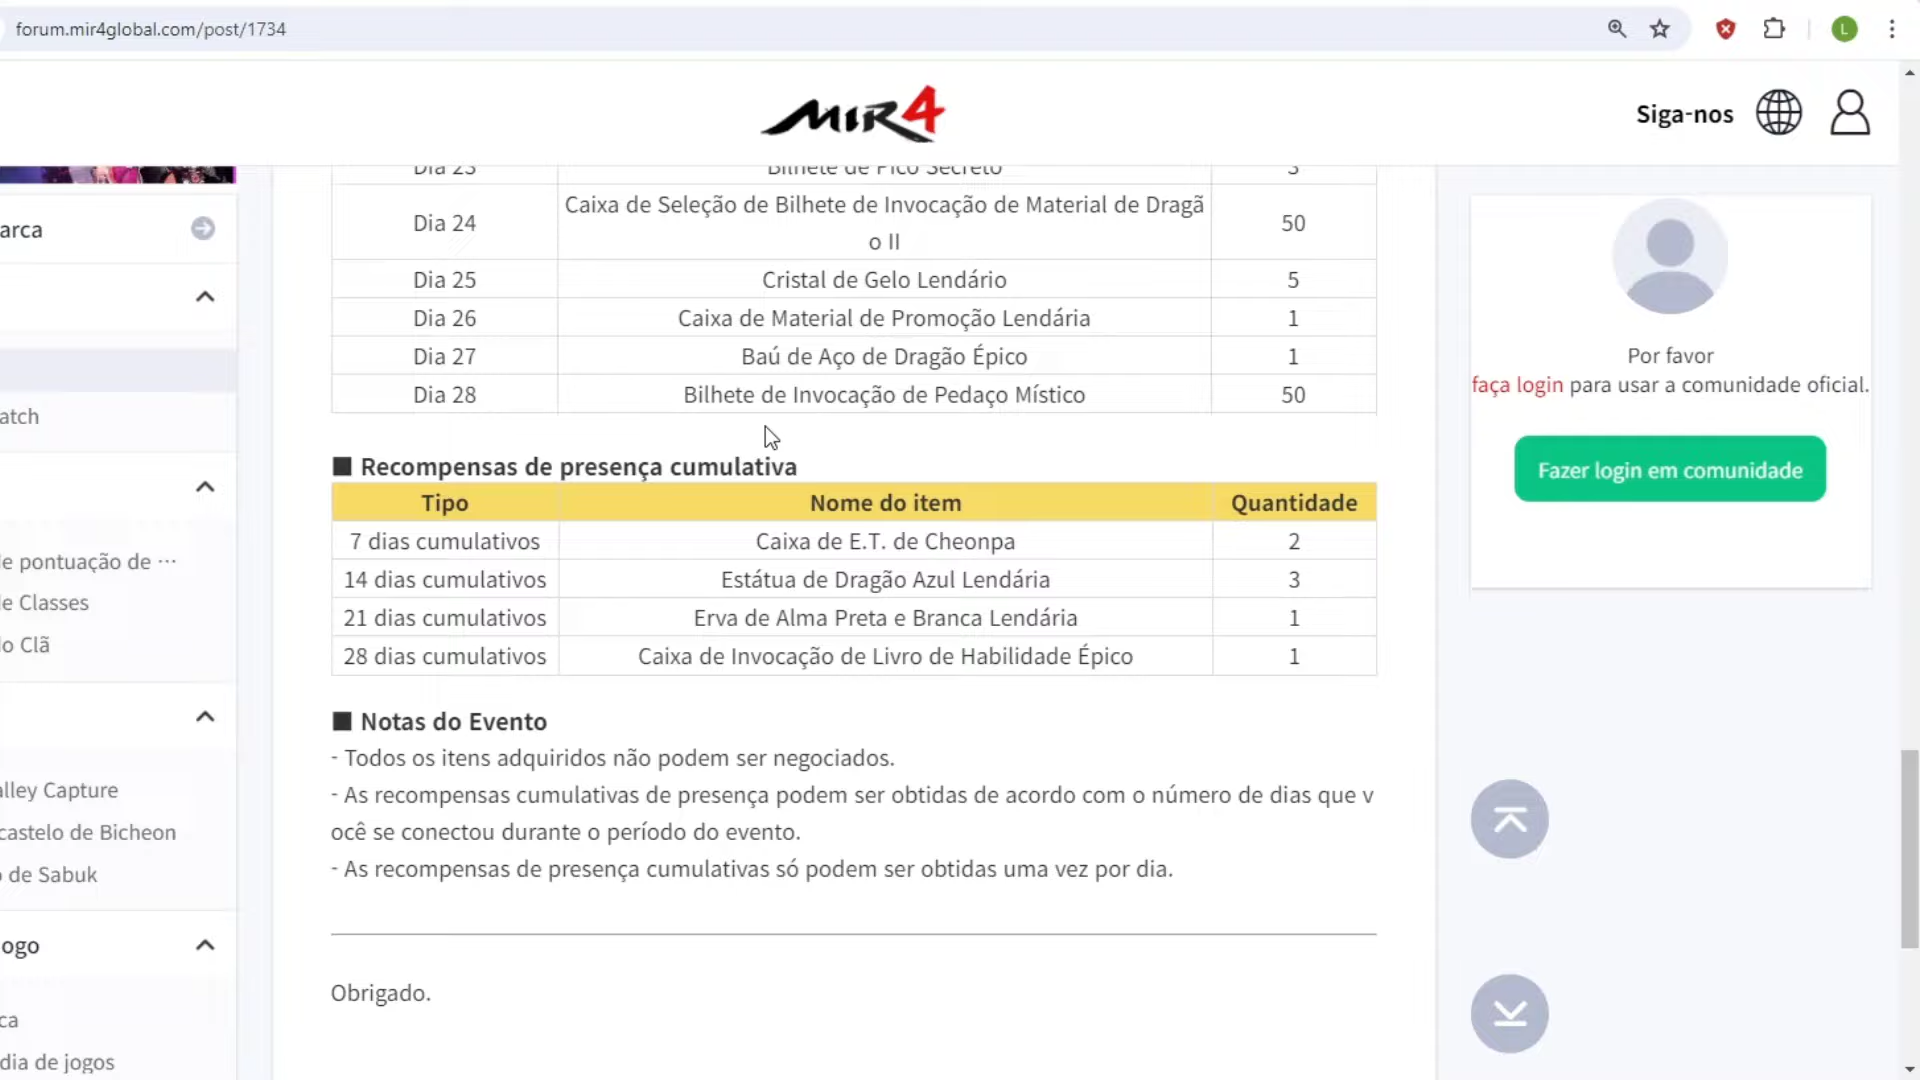 forum.mir4global.com/post/1734
L
MIR4
Siga-nos
Dia 23 Bilhete de Pico Secreto 3
Dia 24 Caixa de Seleção de Bilhete de Invocação de Material de Dragã
o II 50
Dia 25 Cristal de Gelo Lendário 5
Dia 26 Caixa de Material de Promoção Lendária 1
Dia 27 Baú de Aço de Dragão Épico 1
Dia 28 Bilhete de Invocação de Pedaço Místico 50
■ Recompensas de presença cumulativa
Tipo Nome do item Quantidade
7 dias cumulativos Caixa de E.T. de Cheonpa 2
14 dias cumulativos Estátua de Dragão Azul Lendária 3
21 dias cumulativos Erva de Alma Preta e Branca Lendária 1
28 dias cumulativos Caixa de Invocação de Livro de Habilidade Épico 1
■ Notas do Evento
- Todos os itens adquiridos não podem ser negociados.
- As recompensas cumulativas de presença podem ser obtidas de acordo com o número de dias que v
ocê se conectou durante o período do evento.
- As recompensas de presença cumulativas só podem ser obtidas uma vez por dia.
Obrigado.
arca
atch
e pontuação de ···
e Classes
o Clã
alley Capture
castelo de Bicheon
o de Sabuk
ogo
ca
dia de jogos
Por favor
faça login para usar a comunidade oficial.
Fazer login em comunidade